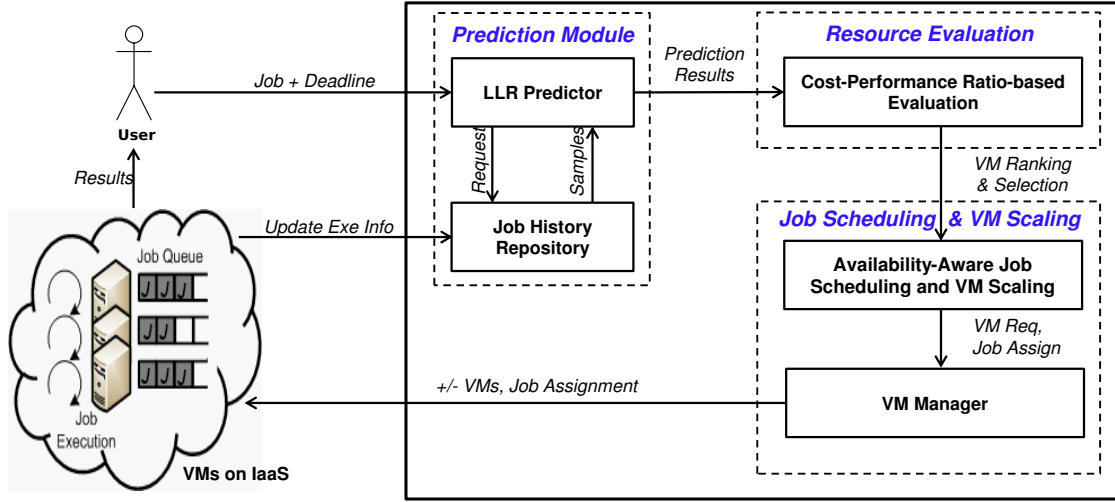 Prediction Module
Resource Evaluation
Job + Deadline
LLR Predictor
Prediction
Results
Cost-Performance Ratio-based
Evaluation
User
Request
Samples
Results
VM Ranking
& Selection
Update Exe Info
Job History
Repository
Job Scheduling & VM Scaling
Job Queue
J J J
J J
J J J
Availability-Aware Job
Scheduling and VM Scaling
VM Req,
Job Assign
+/- VMs, Job Assignment
VM Manager
Job
Execution
VMs on IaaS